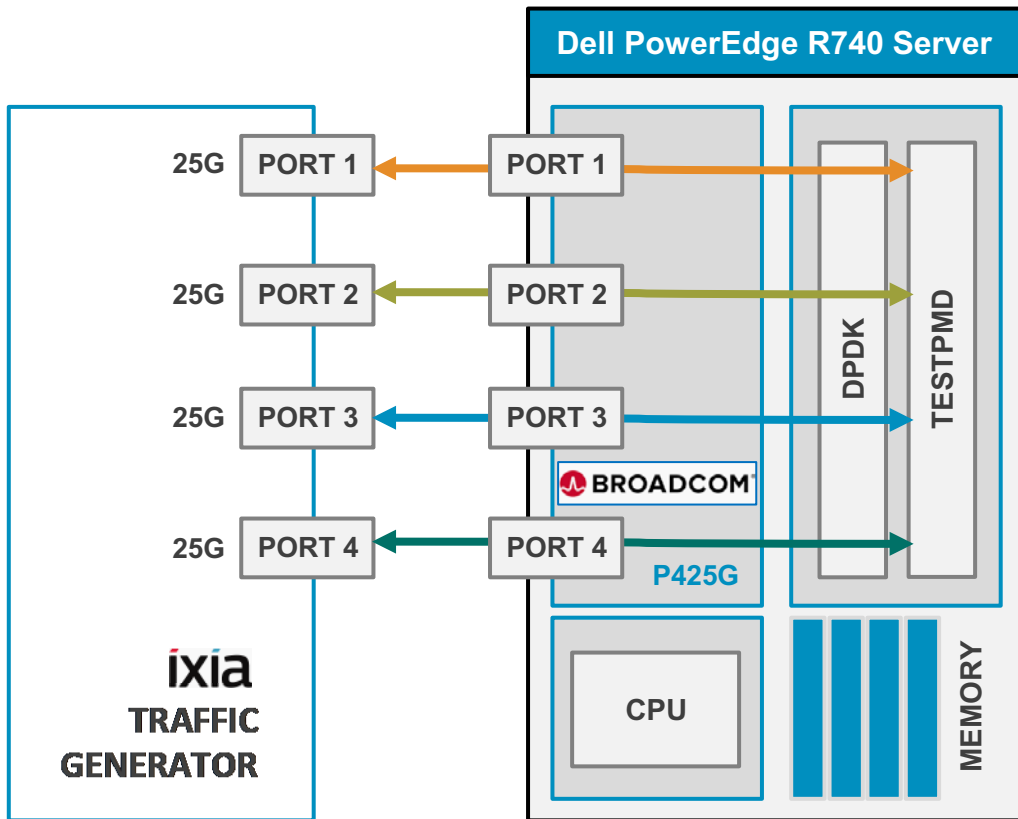 Dell PowerEdge R740 Server
25G
PORT 1
PORT 1
25G
PORT 2
PORT 2
25G
PORT 3
PORT 3
25G
PORT 4
PORT 4
BROADCOM
P425G
DPDK
TESTPMD
ixia
TRAFFIC
GENERATOR
CPU
MEMORY